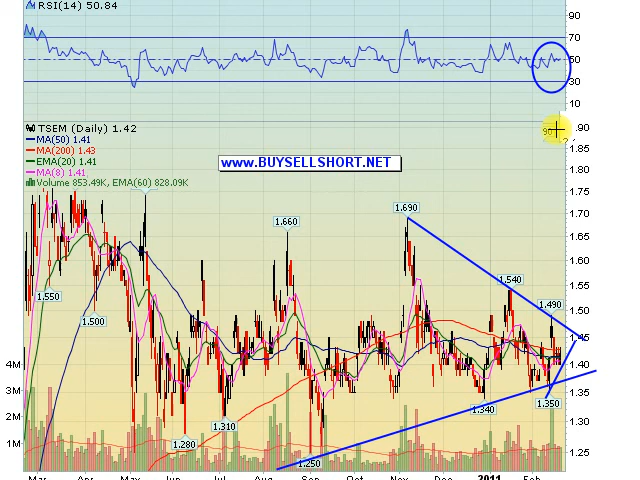 RSI(14) 50.84
90
70
50
30
10
TSEM (Daily) 1.42
MA(50) 1.41
MA(200) 1.43
EMA(20) 1.41
MA(8) 1.41
Volume 853.49K, EMA(60) 828.09K
www.BUYSELLSHORT.NET
90
.90
1.85
1.80
1.75
1.70
1.65
1.60
1.55
1.50
1.45
1.40
1.35
1.30
1.25
1.690
1.660
1.550
1.540
1.500
1.490
1.350
1.340
1.310
1.280
1.250
4M
3M
2M
1M
Mar Apr May Jun Jul Aug Sep Oct Nov Dec 2011 Feb